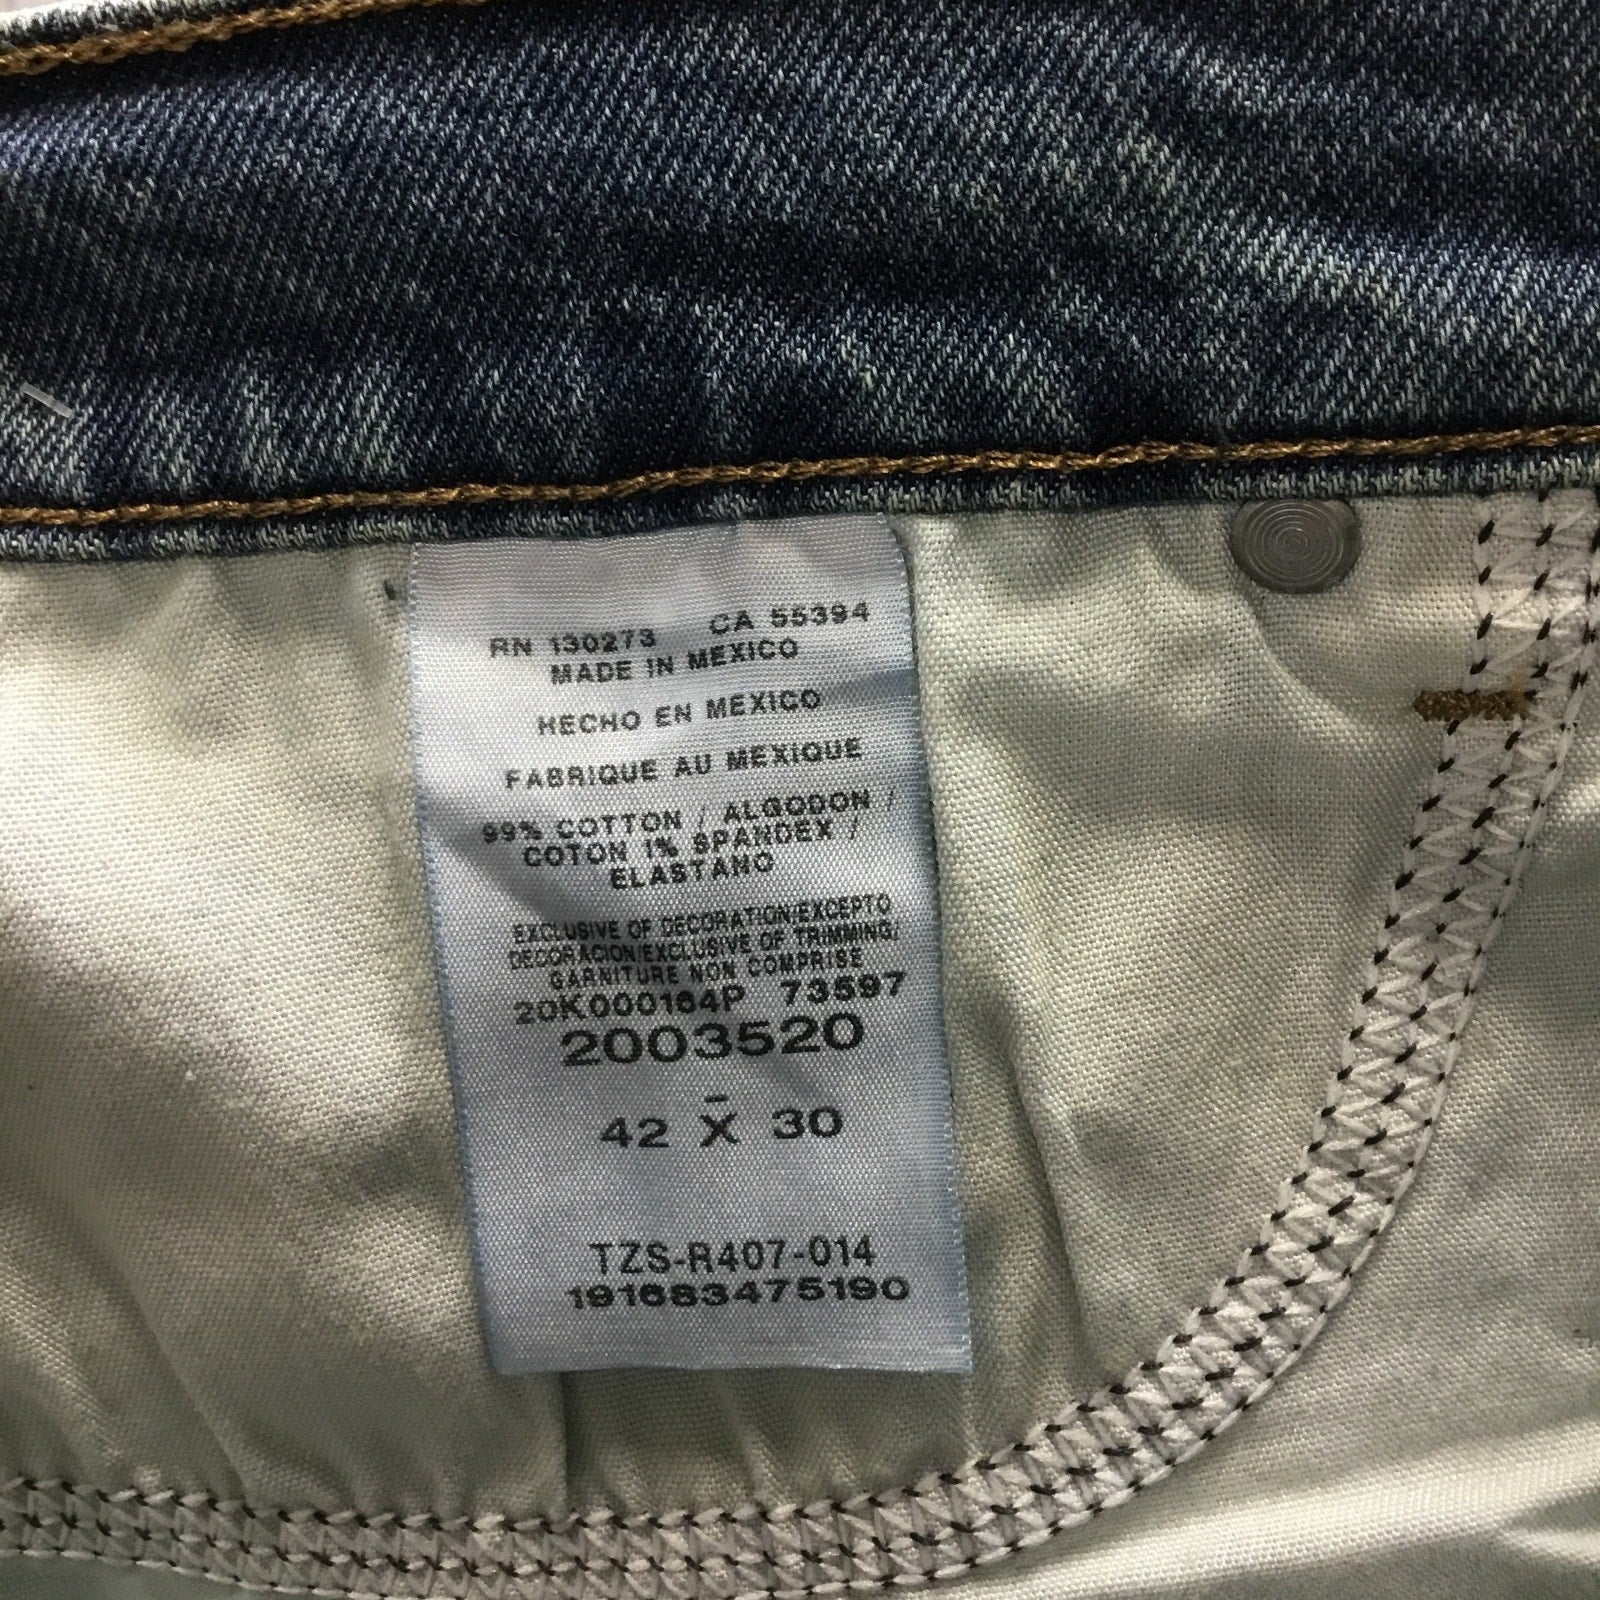 RN 130273 CA 55394
MADE IN MEXICO
HECHO EN MEXICO
FABRIQUE AU MEXIQUE
99% COTTON / ALGODON /
COTON 1% SPANDEX /
ELASTANO
EXCLUSIVE OF DECORATION/EXCEPTO
DECORACION/EXCLUSIVE OF TRIMMING/
GARNITURE NON COMPRISE
20K000164P 73597
2003520
-
42 X 30
TZS-R407-014
191683475190